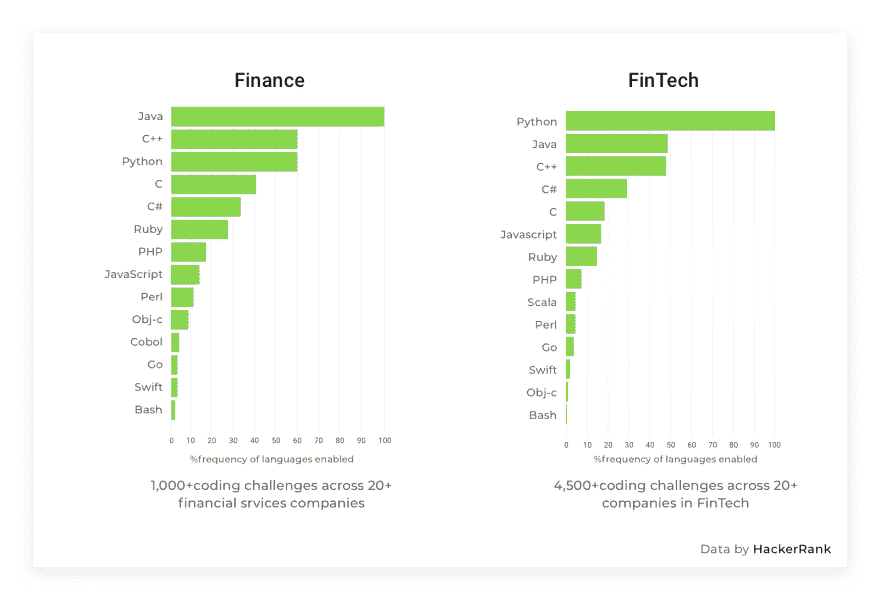 Finance
Java
C++
Python
C
C#
Ruby
PHP
JavaScript
Perl
Obj-c
Cobol
Go
Swift
Bash
0 10 20 30 40 50 60 70 80 90 100
%frequency of languages enabled
1,000+coding challenges across 20+
financial srvices companies
FinTech
Python
Java
C++
C#
C
Javascript
Ruby
PHP
Scala
Perl
Go
Swift
Obj-c
Bash
0 10 20 30 40 50 60 70 80 90 100
%frequency of languages enabled
4,500+coding challenges across 20+
companies in FinTech
Data by HackerRank